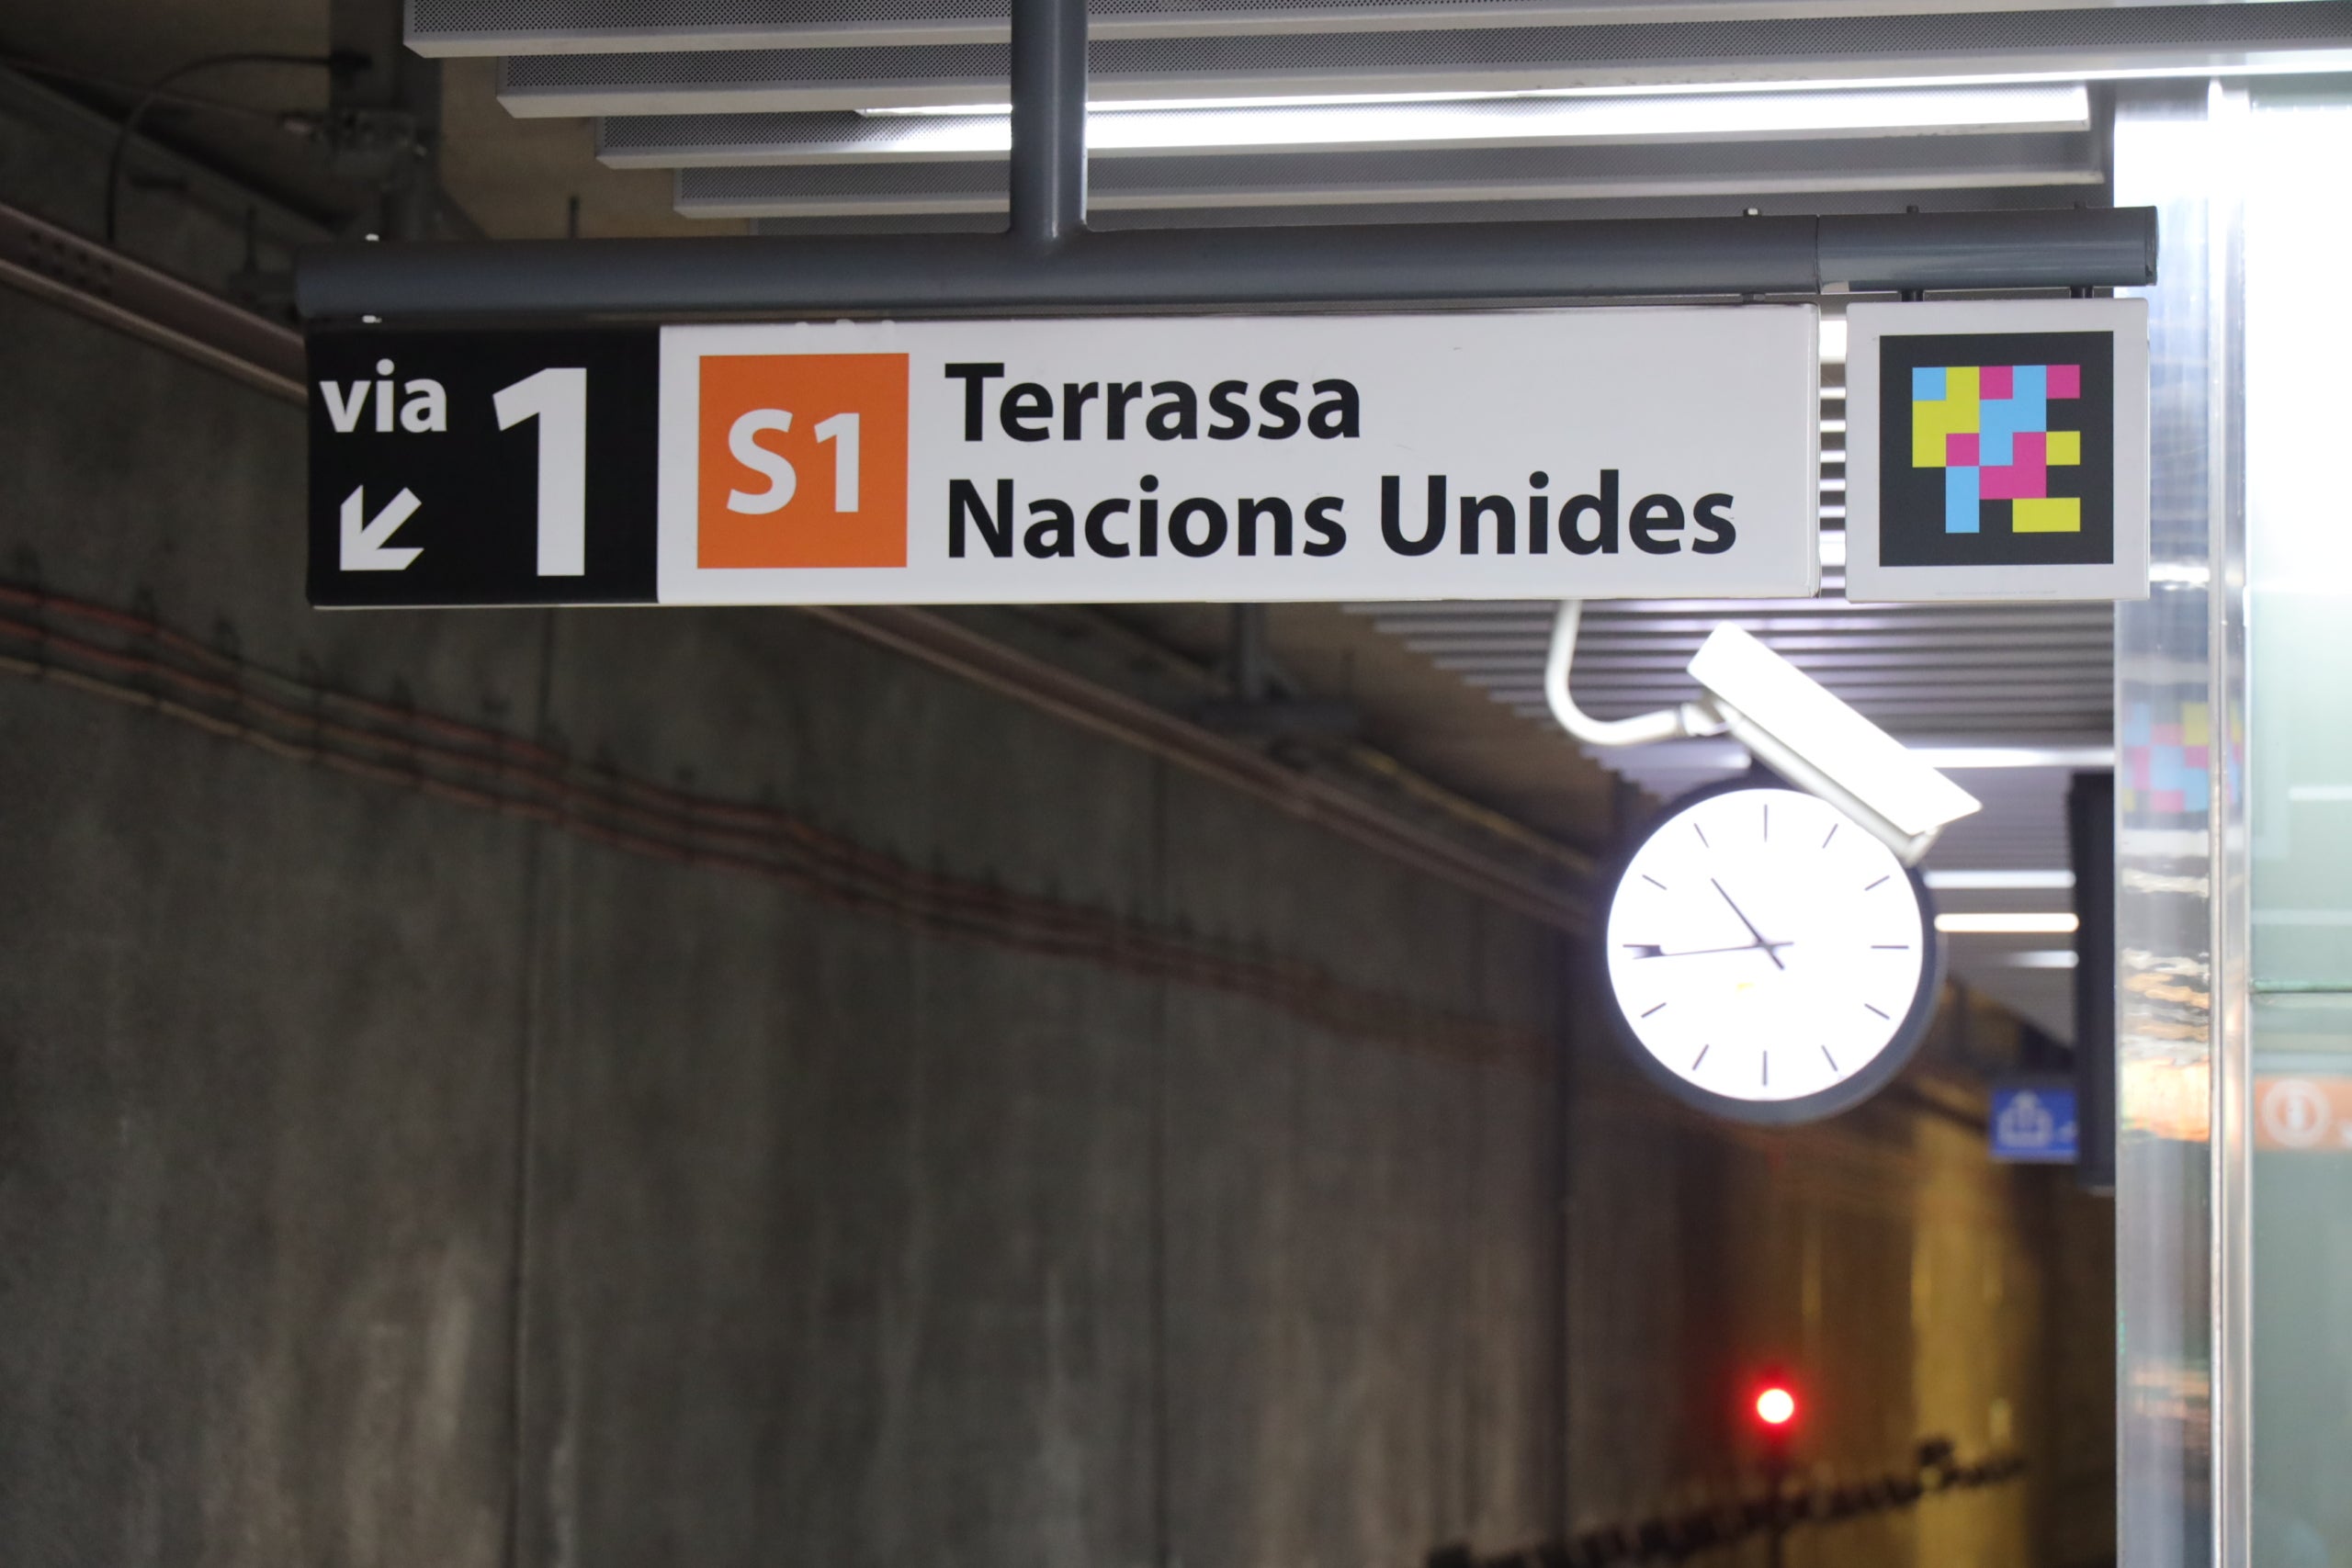 via 1
S1
Terrassa
Nacions Unides